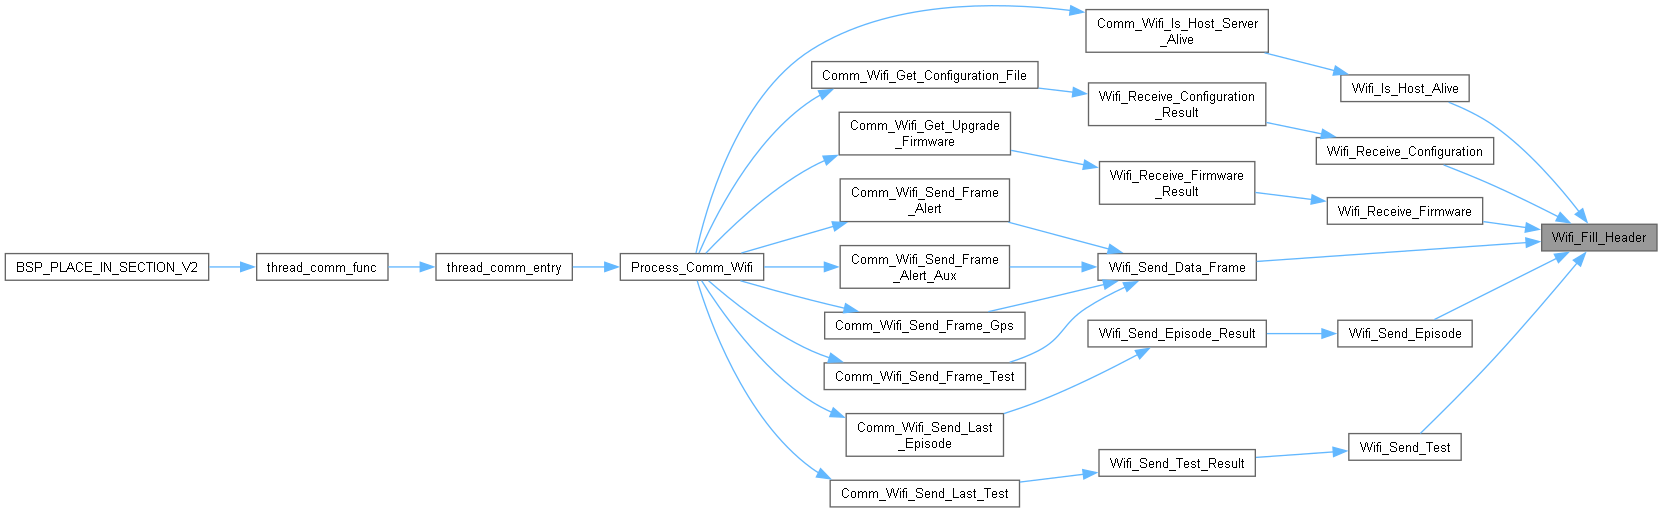 Comm_Wifi_Is_Host_Server
_Alive
Comm_Wifi_Get_Configuration_File
Wifi_Is_Host_Alive
Wifi_Receive_Configuration
_Result
Comm_Wifi_Get_Upgrade
_Firmware
Wifi_Receive_Configuration
Wifi_Receive_Firmware
_Result
Comm_Wifi_Send_Frame
_Alert
Wifi_Receive_Firmware
Wifi_Fill_Header
BSP_PLACE_IN_SECTION_V2
thread_comm_func
thread_comm_entry
Process_Comm_Wifi
Comm_Wifi_Send_Frame
_Alert_Aux
Wifi_Send_Data_Frame
Comm_Wifi_Send_Frame_Gps
Wifi_Send_Episode_Result
Wifi_Send_Episode
Comm_Wifi_Send_Frame_Test
Comm_Wifi_Send_Last
_Episode
Wifi_Send_Test
Wifi_Send_Test_Result
Comm_Wifi_Send_Last_Test